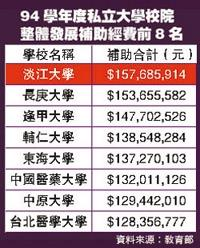 94 學年度私立大學校院
整體發展補助經費前 8 名
學校名稱 補助合計（元）
淡江大學 $157,685,914
長庚大學 $153,655,582
逢甲大學 $147,702,526
輔仁大學 $138,548,284
東海大學 $137,270,103
中國醫藥大學 $132,011,126
中原大學 $129,442,010
台北醫學大學 $128,356,777
資料來源：教育部